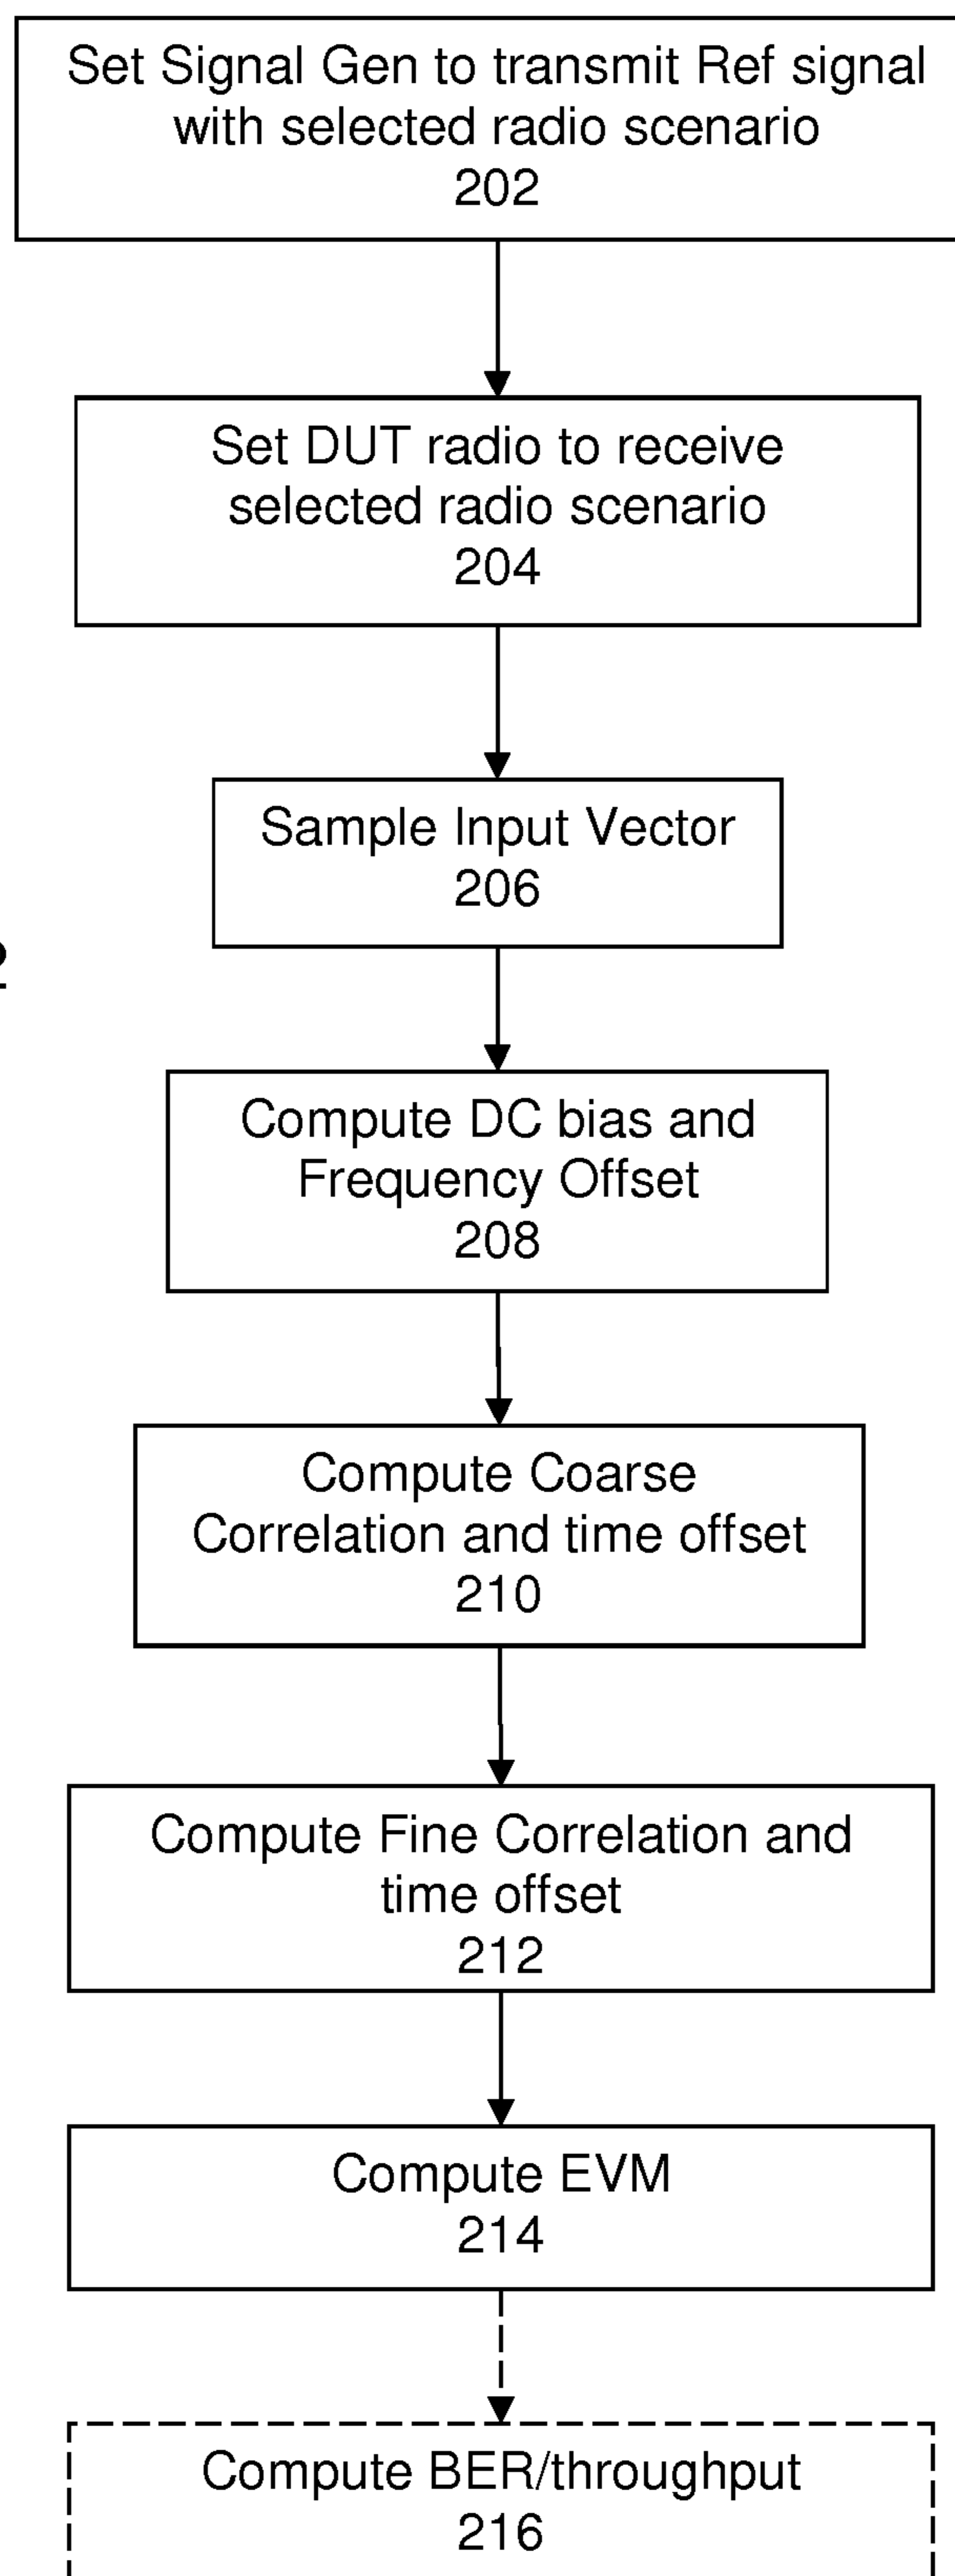 Set Signal Gen to transmit Ref signal
with selected radio scenario
202
Set DUT radio to receive
selected radio scenario
204
Sample Input Vector
206
Compute DC bias and
Frequency Offset
208
Compute Coarse
Correlation and time offset
210
Compute Fine Correlation and
time offset
212
Compute EVM
214
Compute BER/throughput
216